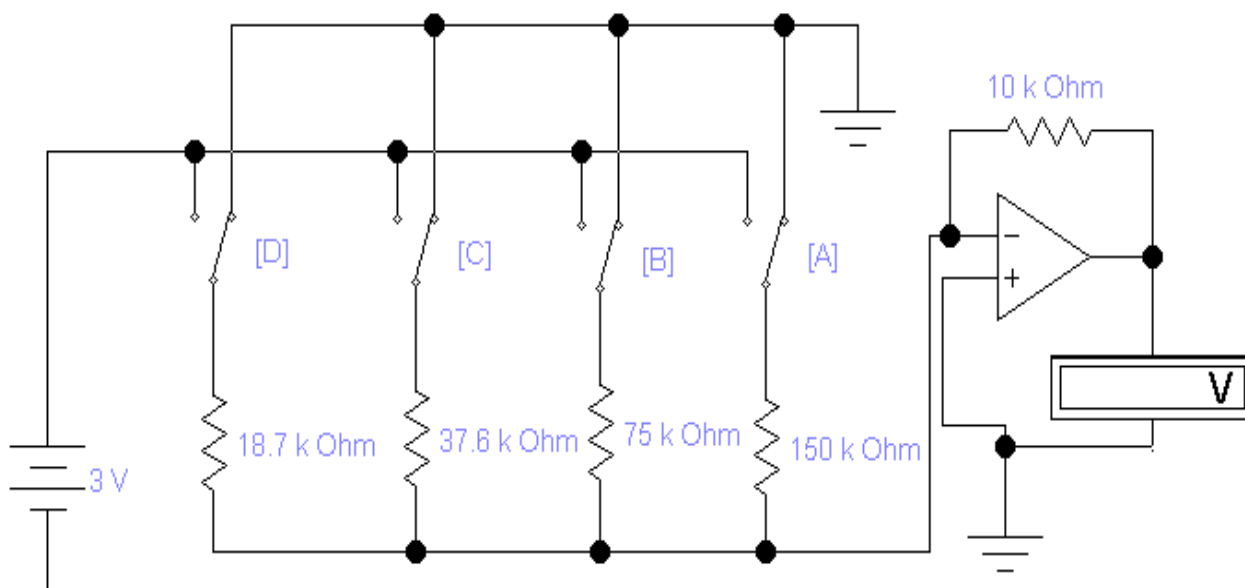 10 k Ohm
[D]
[C]
[B]
[A]
−
+
V
18.7 k Ohm
37.6 k Ohm
75 k Ohm
150 k Ohm
3 V